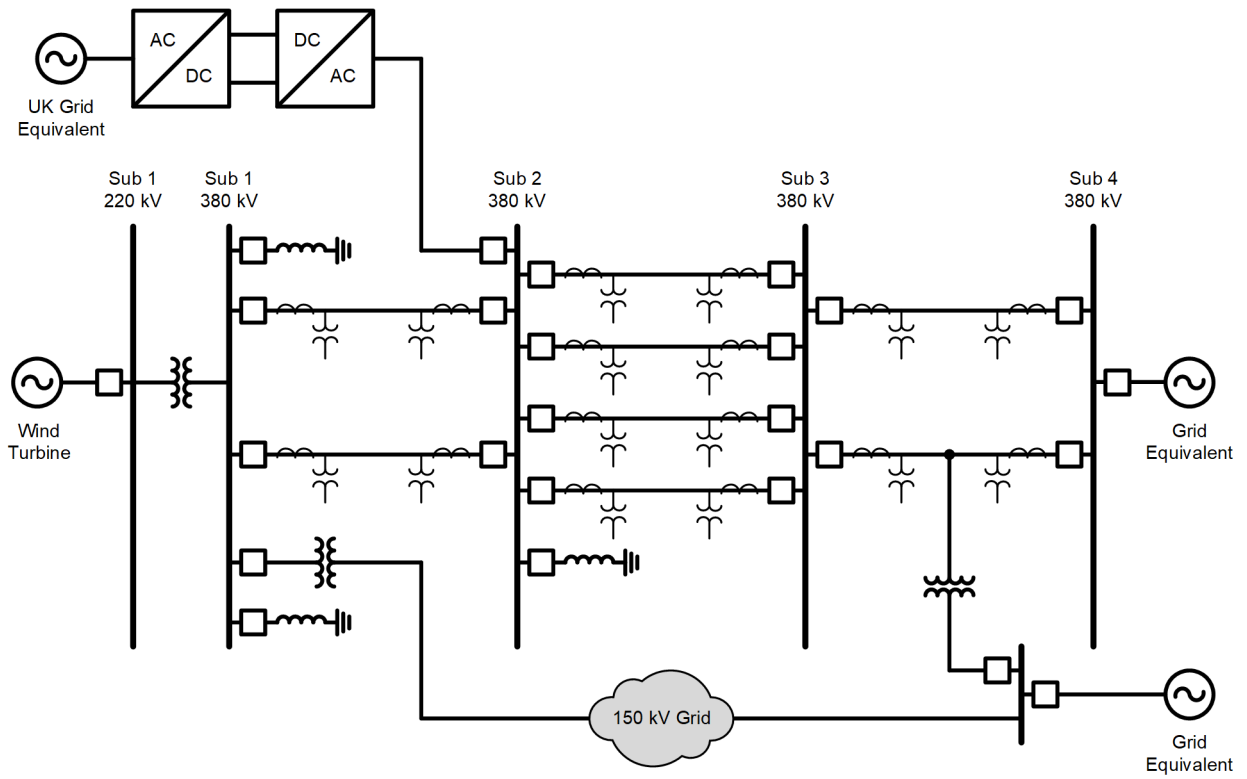 AC
DC
DC
AC
UK Grid
Equivalent
Sub 1
220 kV
Sub 1
380 kV
Sub 2
380 kV
Sub 3
380 kV
Sub 4
380 kV
Wind
Turbine
Grid
Equivalent
150 kV Grid
Grid
Equivalent